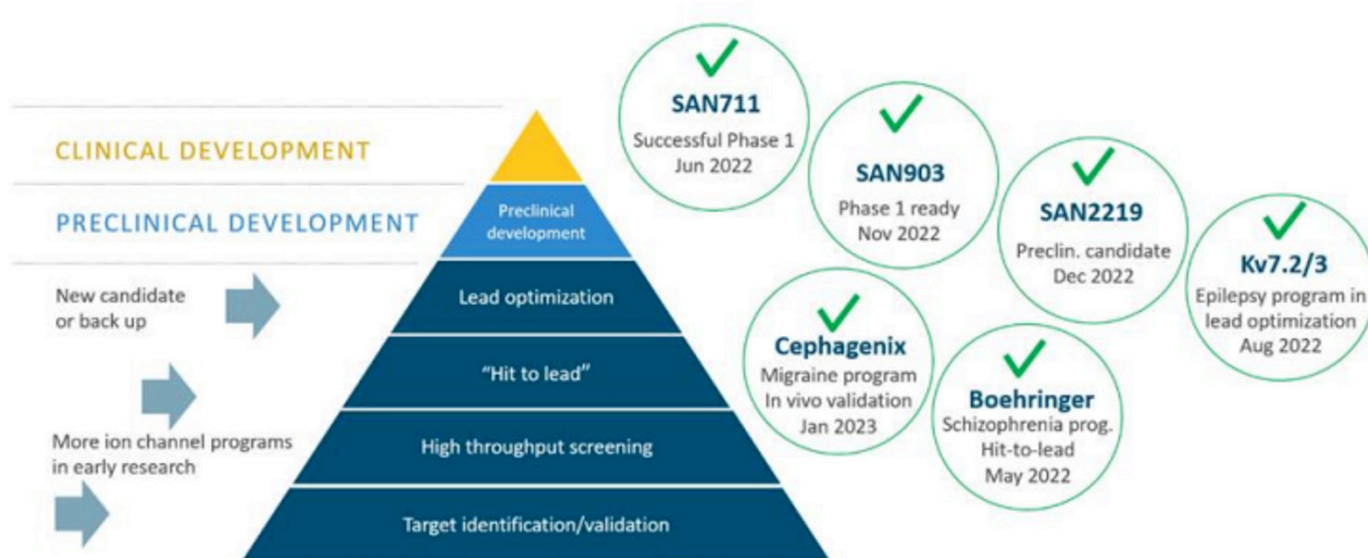 CLINICAL DEVELOPMENT
PRECLINICAL DEVELOPMENT
New candidate
or back up
More ion channel programs
in early research
Preclinical
development
Lead optimization
“Hit to lead”
High throughput screening
Target identification/validation
SAN711
Successful Phase 1
Jun 2022
SAN903
Phase 1 ready
Nov 2022
SAN2219
Preclin. candidate
Dec 2022
Kv7.2/3
Epilepsy program in
lead optimization
Aug 2022
Cephagenix
Migraine program
In vivo validation
Jan 2023
Boehringer
Schizophrenia prog.
Hit-to-lead
May 2022